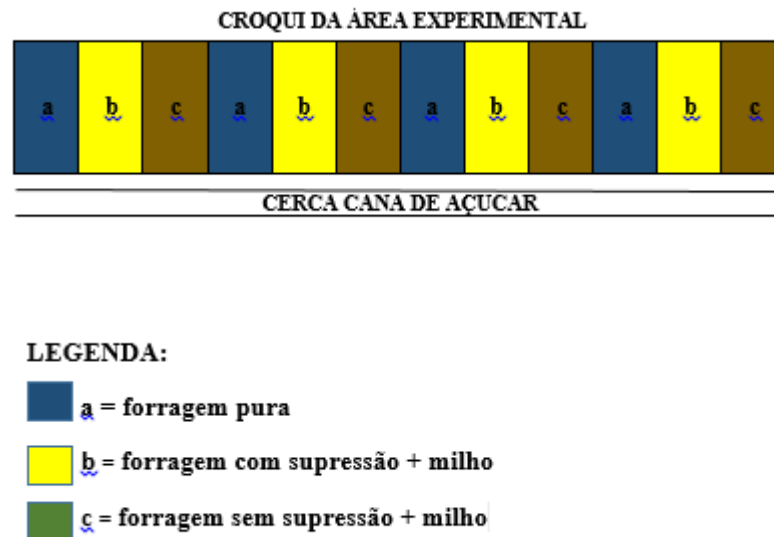 CROQUI DA ÁREA EXPERIMENTAL
a b c a b c a b c a b c
CERCA CANA DE AÇUCAR
LEGENDA:
a = forragem pura
b = forragem com supressão + milho
c = forragem sem supressão + milho